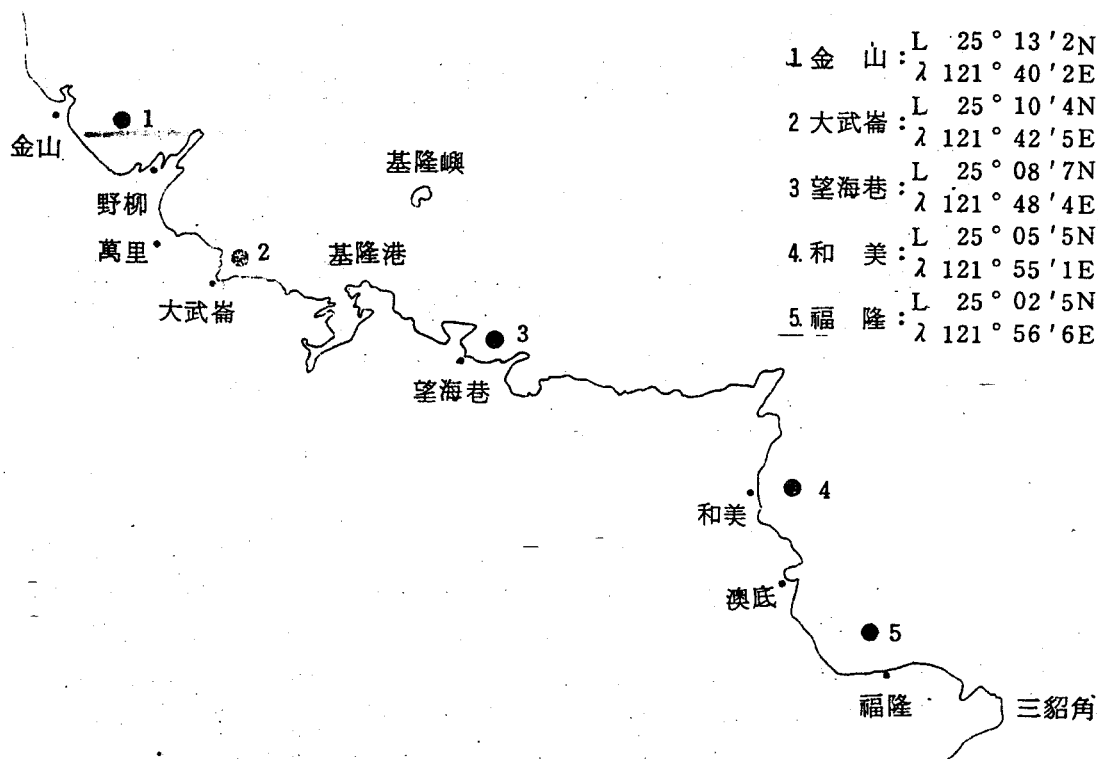 1 金 山 : L 25° 13'2N
λ 121° 40'2E
2 大武崙 : L 25° 10'4N
λ 121° 42'5E
3 望海巷 : L 25° 08'7N
λ 121° 48'4E
4. 和 美 : L 25° 05'5N
λ 121° 55'1E
5. 福 隆 : L 25° 02'5N
λ 121° 56'6E
1
金山
基隆嶼
野柳
萬里
2
基隆港
大武崙
3
望海巷
4
和美
澳底
5
福隆
三貂角